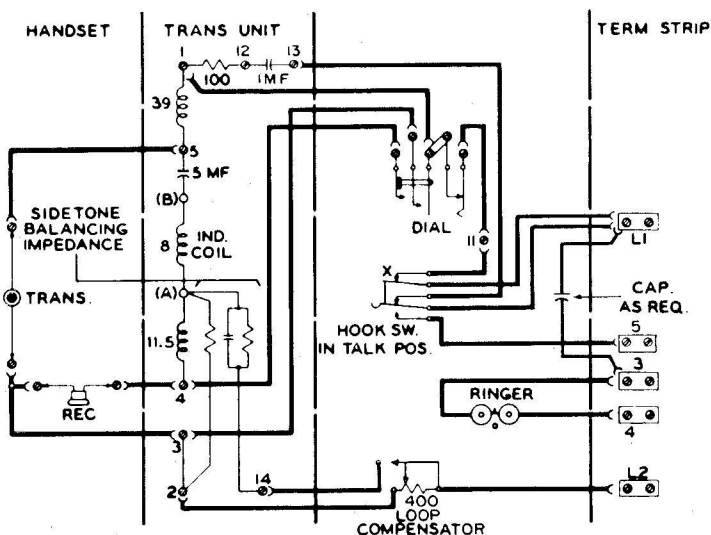 HANDSET
TRANS UNIT
TERM STRIP
1
12
13
100
1MF
39
5
5 MF
(B)
SIDETONE
BALANCING
IMPEDANCE
8
IND.
COIL
DIAL
11
L1
(A)
X
TRANS.
CAP.
AS REQ.
11.5
HOOK SW.
IN TALK POS.
5
3
4
REC
RINGER
4
3
2
14
L2
400
LOOP
COMPENSATOR